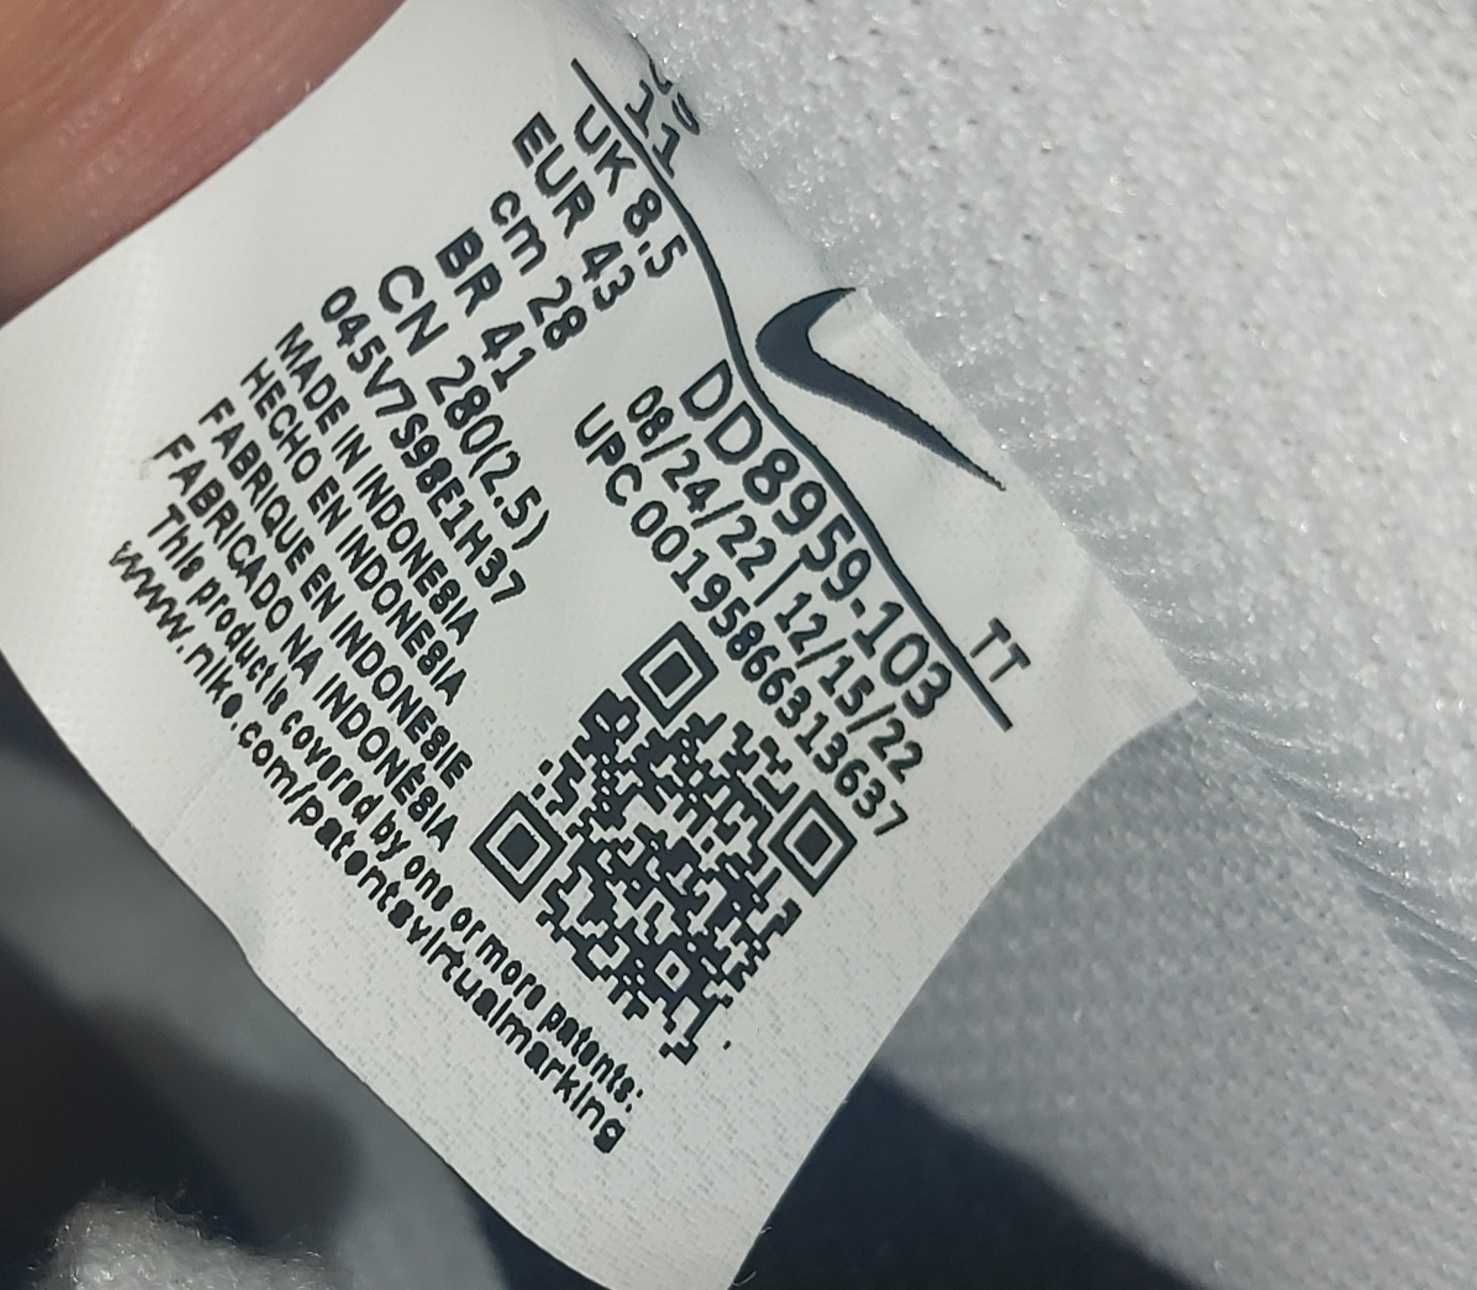 11
UK 8.5
EUR 43
cm 28
BR 41
CN 280(2.5)
045V7S98E1H37
MADE IN INDONESIA
HECHO EN INDONESIA
FABRIQUE EN INDONESIE
FABRICADO NA INDONÉSIA
This product is covered by one or more patents:
www.nike.com/patentsvirtualmarking
TT
DD8959-103
08/24/22 | 12/15/22
UPC 00195866313637